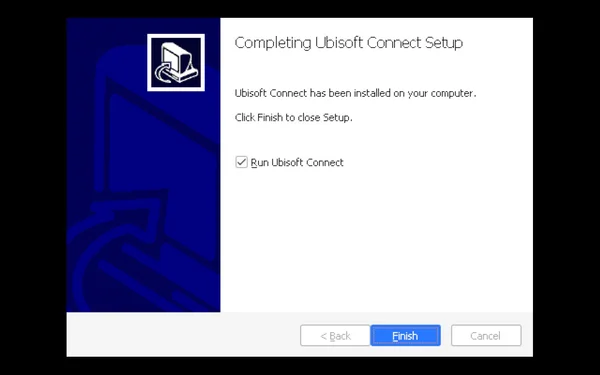 Completing Ubisoft Connect Setup
Ubisoft Connect has been installed on your computer.
Click Finish to close Setup.
Run Ubisoft Connect
< Back
Finish
Cancel